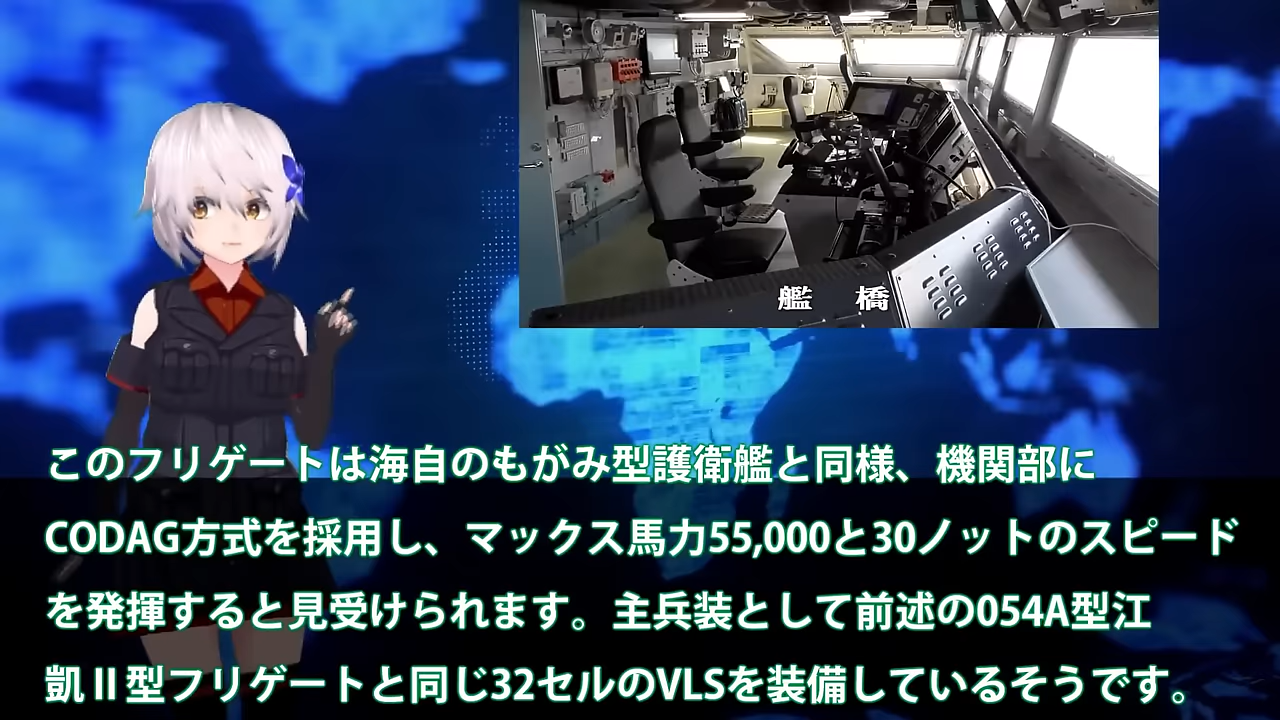 艦　橋
このフリゲートは海自のもがみ型護衛艦と同様、機関部に
CODAG方式を採用し、マックス馬力55,000と30ノットのスピード
を発揮すると見受けられます。主兵装として前述の054A型江
凱Ⅱ型フリゲートと同じ32セルのVLSを装備しているそうです。